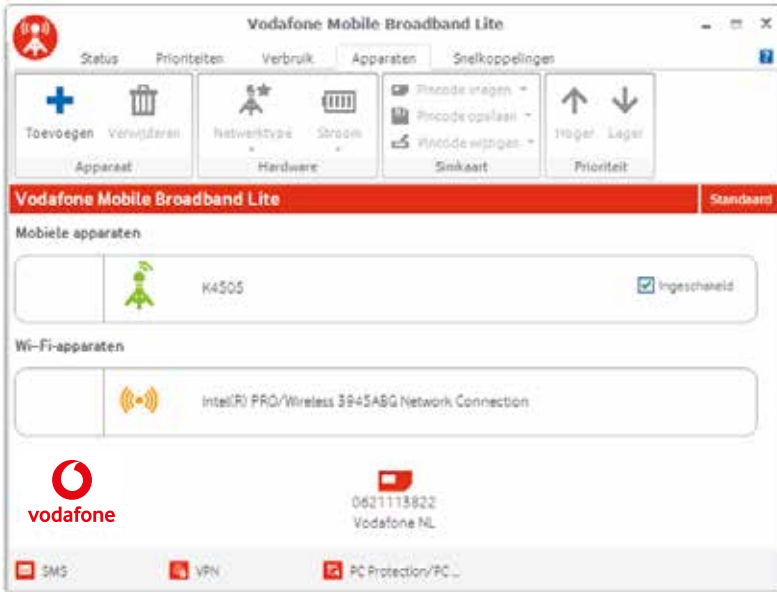 Vodafone Mobile Broadband Lite
Status Prioriteiten Verbruik Apparaten Snelkoppelingen
Toevoegen Verwijderen Netwerktype Stroom Pincode vragen Hoger Lager
Pincode opslaan
Pincode wijzigen
Apparaat Hardware Simkaart Prioriteit
Vodafone Mobile Broadband Lite Standaard
Mobiele apparaten
K4505 Ingeschakeld
Wi-Fi-apparaten
Intel(R) PRO/Wireless 3945ABG Network Connection
vodafone
0621113822
Vodafone NL
SMS VPN PC Protection/PC...